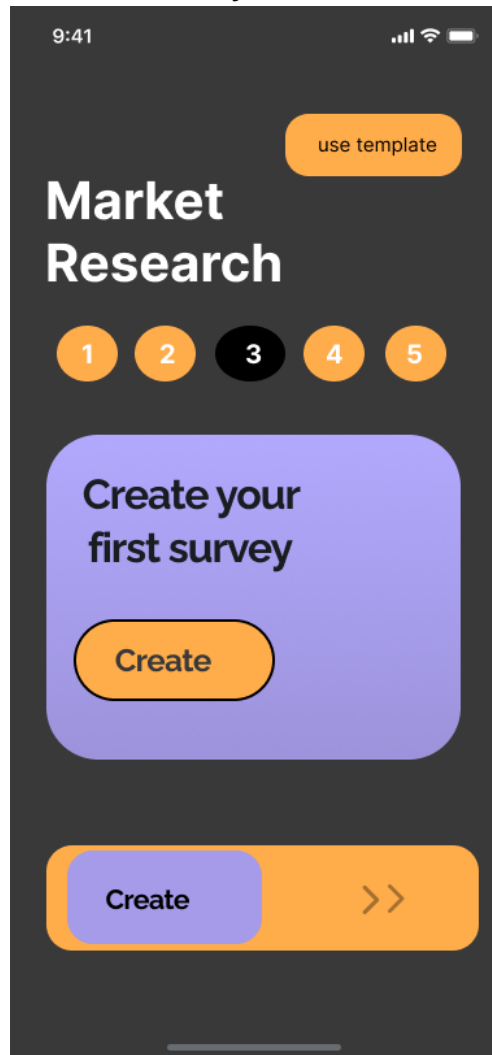 9:41
use template
Market
Research
1 2 3 4 5
Create your
first survey
Create
Create